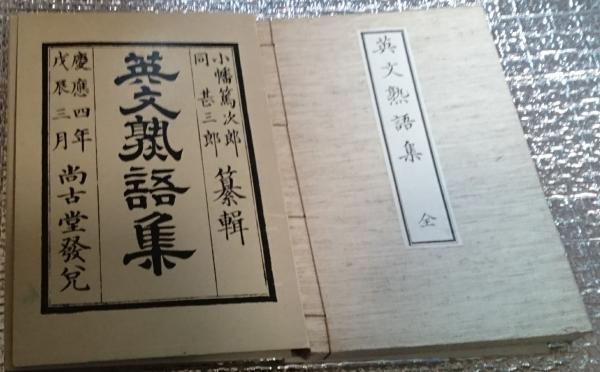 小幡篤次郎
同 甚三郎
纂輯
英文熟語集
慶應四年
戊辰三月
尚古堂發兌
英文熟語集
全